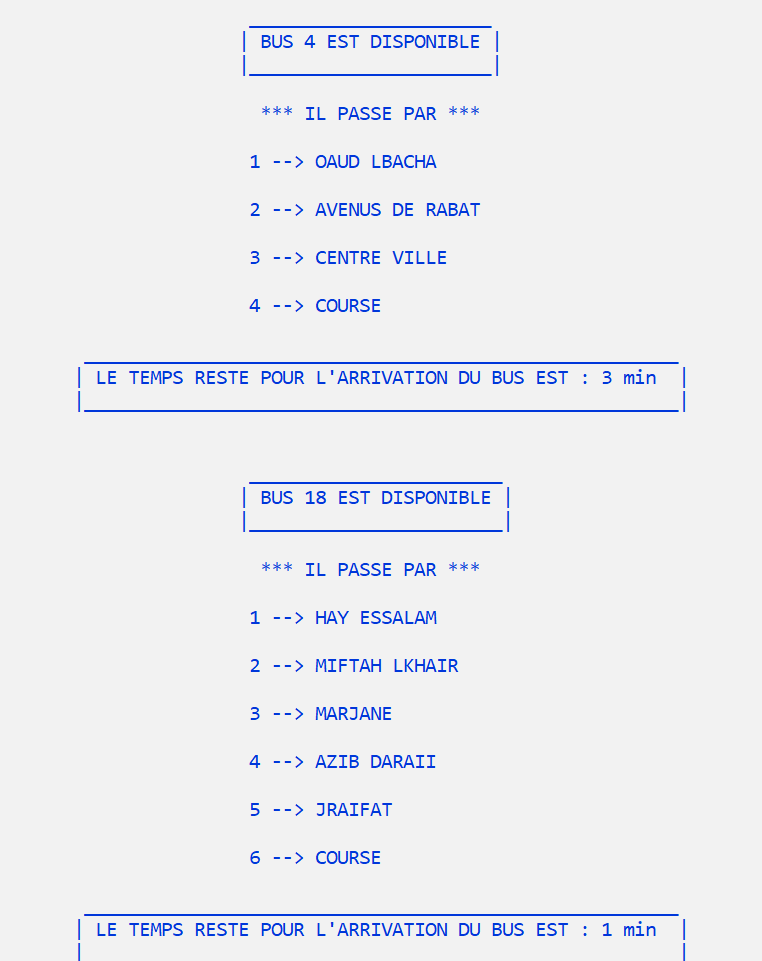 BUS 4 EST DISPONIBLE
*** IL PASSE PAR ***
1 --> OAUD LBACHA
2 --> AVENUS DE RABAT
3 --> CENTRE VILLE
4 --> COURSE
LE TEMPS RESTE POUR L'ARRIVATION DU BUS EST : 3 min
BUS 18 EST DISPONIBLE
*** IL PASSE PAR ***
1 --> HAY ESSALAM
2 --> MIFTAH LKHAIR
3 --> MARJANE
4 --> AZIB DARAII
5 --> JRAIFAT
6 --> COURSE
LE TEMPS RESTE POUR L'ARRIVATION DU BUS EST : 1 min